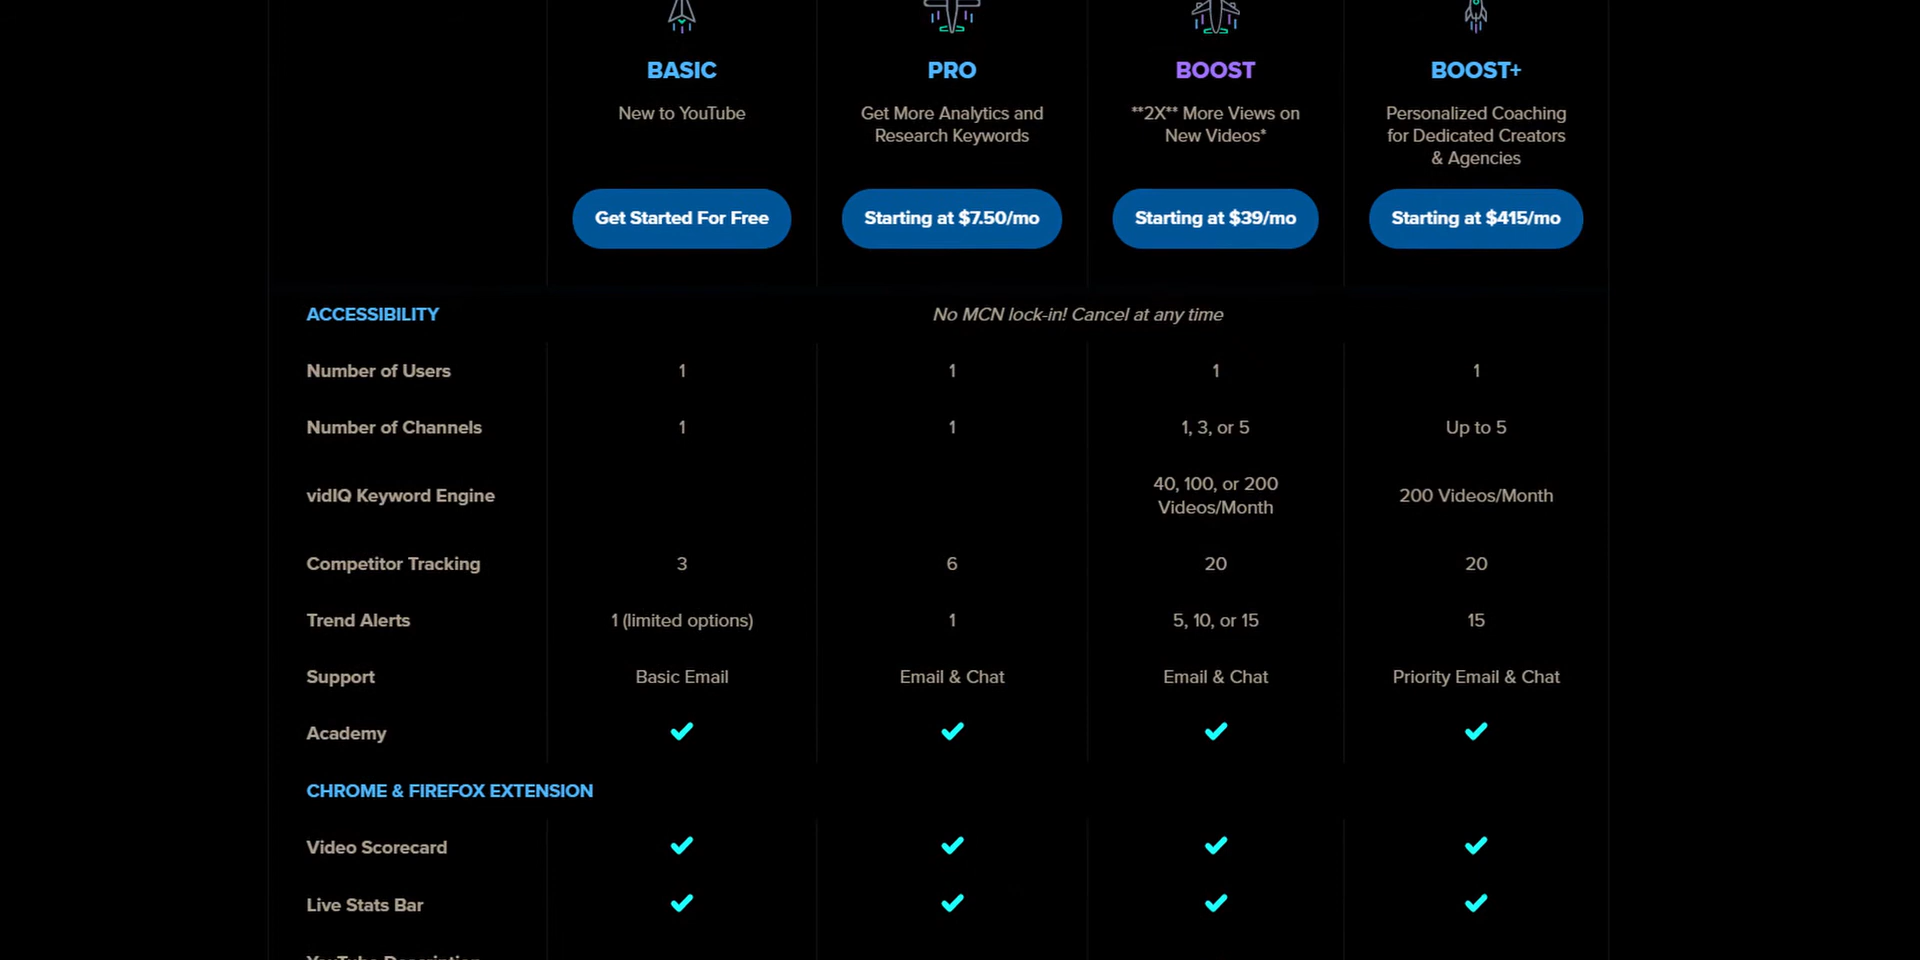 BASIC
PRO
BOOST
BOOST+
New to YouTube
Get More Analytics and
Research Keywords
**2X** More Views on
New Videos*
Personalized Coaching
for Dedicated Creators
& Agencies
Get Started For Free
Starting at $7.50/mo
Starting at $39/mo
Starting at $415/mo
ACCESSIBILITY
No MCN lock-in! Cancel at any time
Number of Users
1
1
1
1
Number of Channels
1
1
1, 3, or 5
Up to 5
vidIQ Keyword Engine
40, 100, or 200
Videos/Month
200 Videos/Month
Competitor Tracking
3
6
20
20
Trend Alerts
1 (limited options)
1
5, 10, or 15
15
Support
Basic Email
Email & Chat
Email & Chat
Priority Email & Chat
Academy
CHROME & FIREFOX EXTENSION
Video Scorecard
Live Stats Bar
YouTube Description